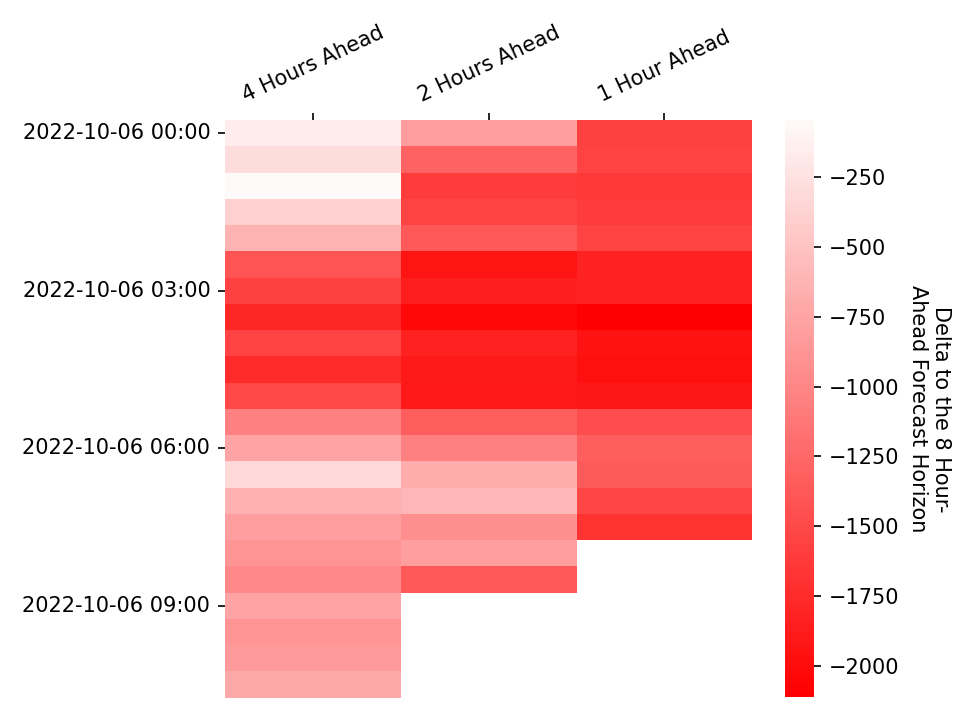 4 Hours Ahead
2 Hours Ahead
1 Hour Ahead
2022-10-06 00:00
2022-10-06 03:00
2022-10-06 06:00
2022-10-06 09:00
−250
−500
−750
−1000
−1250
−1500
−1750
−2000
Delta to the 8 Hour-
Ahead Forecast Horizon